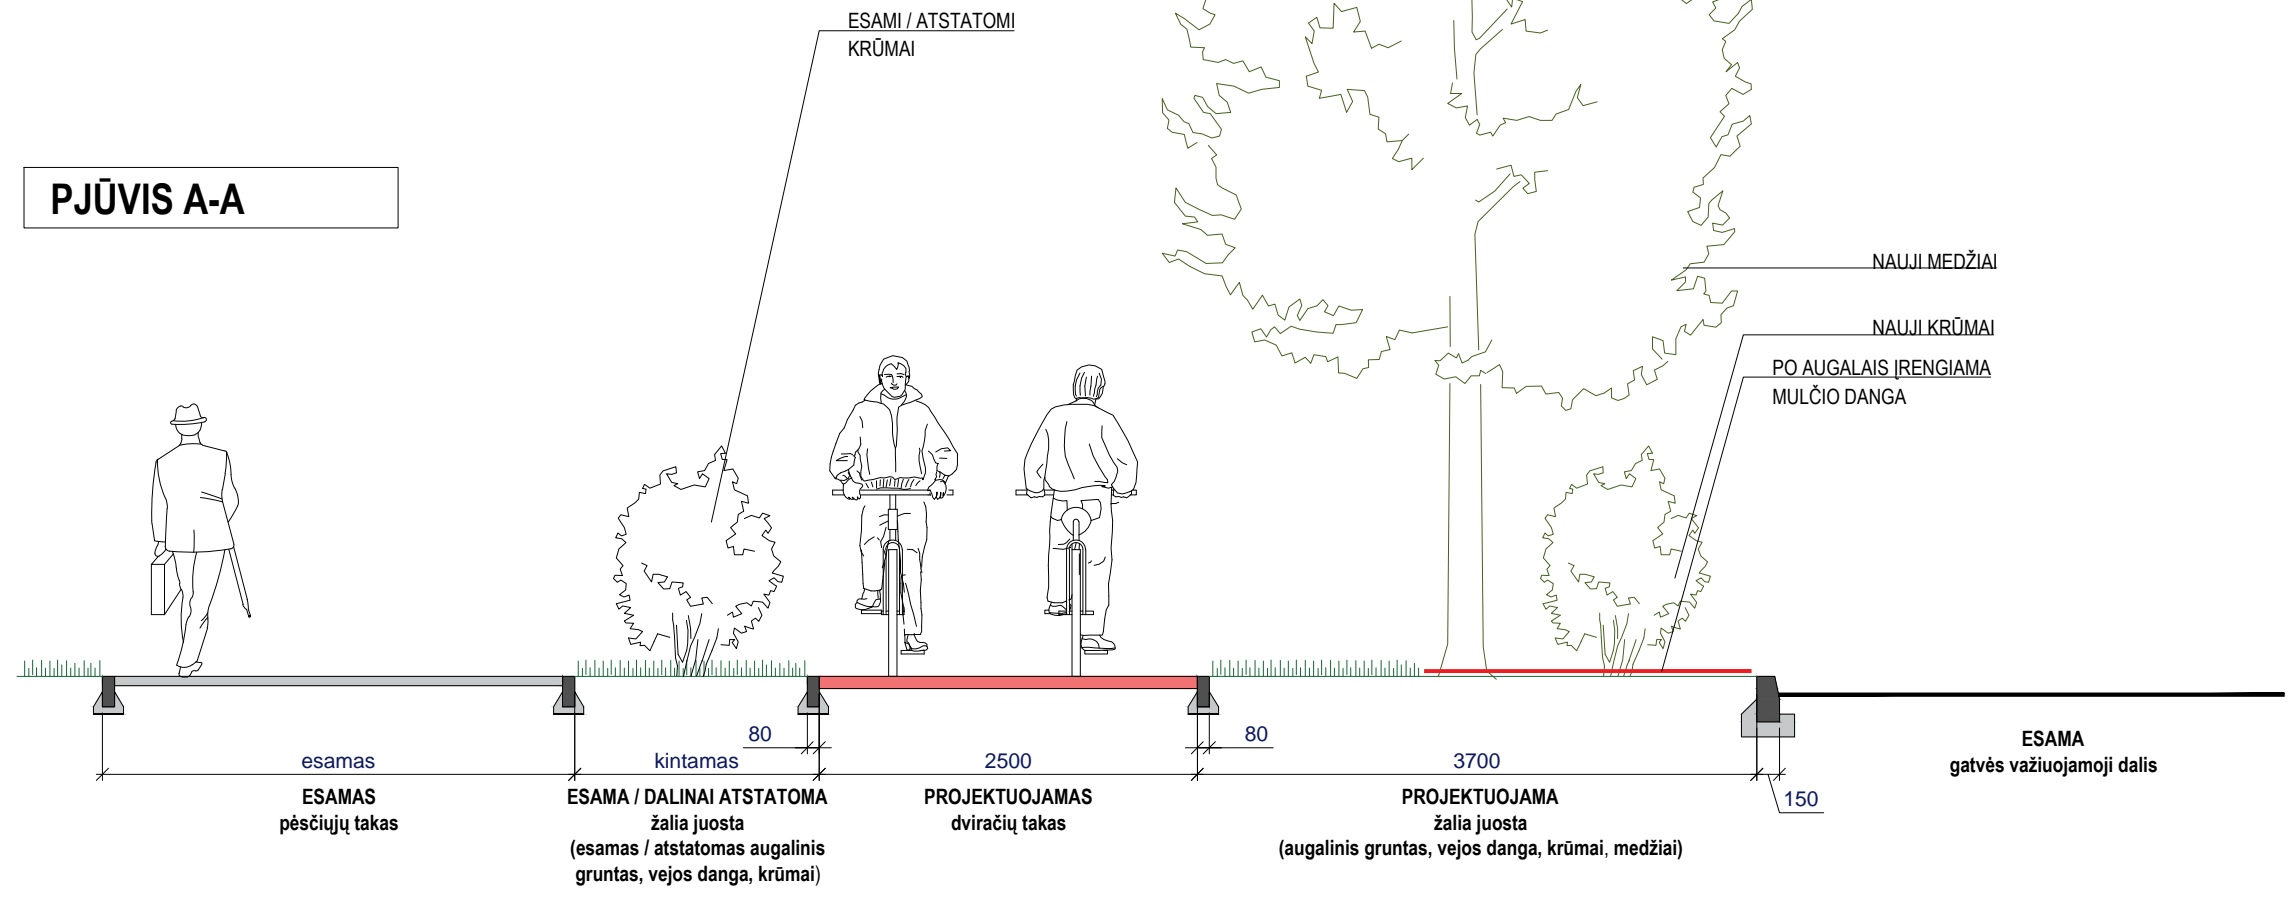 ESAMI / ATSTATOMI
KRŪMAI
PJŪVIS A-A
NAUJI MEDŽIAI
NAUJI KRŪMAI
PO AUGALAIS ĮRENGIAMA
MULČIO DANGA
80
80
esamas
kintamas
2500
3700
150
ESAMAS
pėsčiųjų takas
ESAMA / DALINAI ATSTATOMA
žalia juosta
(esamas / atstatomas augalinis
gruntas, vejos danga, krūmai)
PROJEKTUOJAMAS
dviračių takas
PROJEKTUOJAMA
žalia juosta
(augalinis gruntas, vejos danga, krūmai, medžiai)
ESAMA
gatvės važiuojamoji dalis